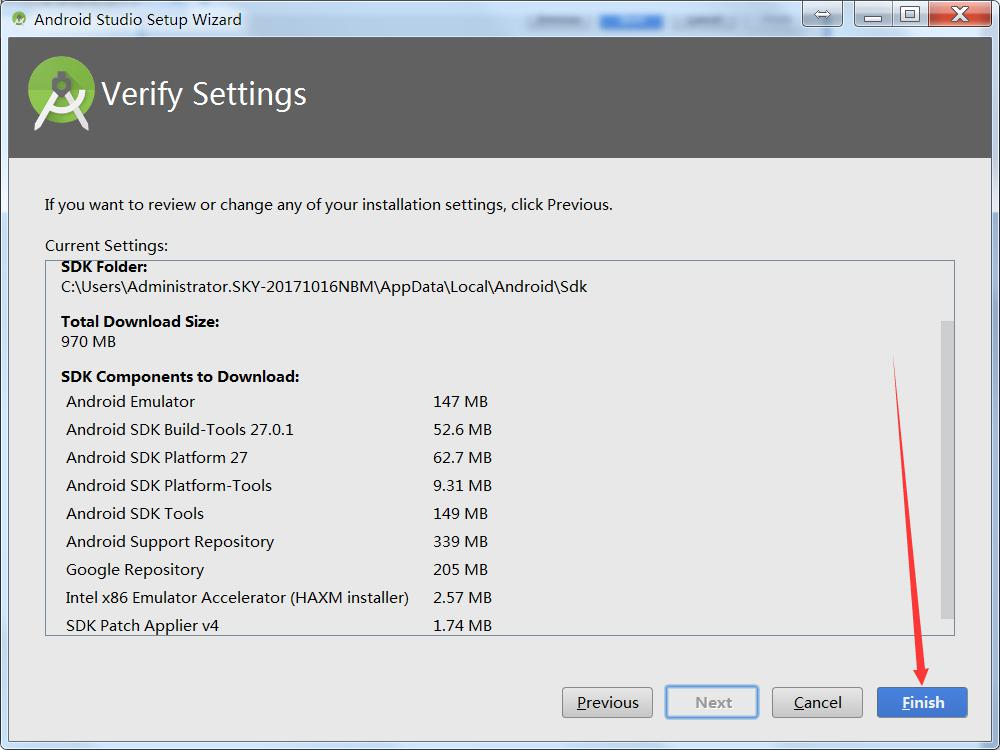 Android Studio Setup Wizard
Verify Settings
If you want to review or change any of your installation settings, click Previous.
Current Settings:
SDK Folder:
C:\Users\Administrator.SKY-20171016NBM\AppData\Local\Android\Sdk
Total Download Size:
970 MB
SDK Components to Download:
Android Emulator 147 MB
Android SDK Build-Tools 27.0.1 52.6 MB
Android SDK Platform 27 62.7 MB
Android SDK Platform-Tools 9.31 MB
Android SDK Tools 149 MB
Android Support Repository 339 MB
Google Repository 205 MB
Intel x86 Emulator Accelerator (HAXM installer) 2.57 MB
SDK Patch Applier v4 1.74 MB
Previous Next Cancel Finish